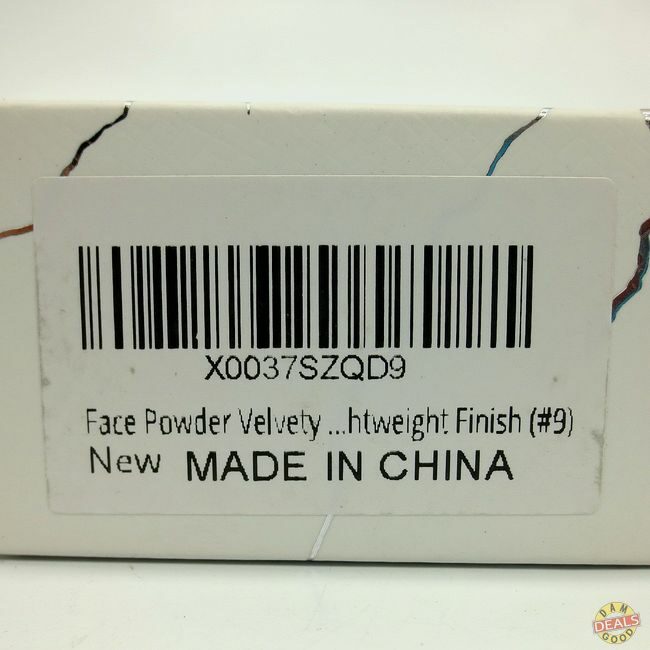 X0037SZQD9
Face Powder Velvety ...htweight Finish (#9)
New MADE IN CHINA
DAM
DEALS
GOOD